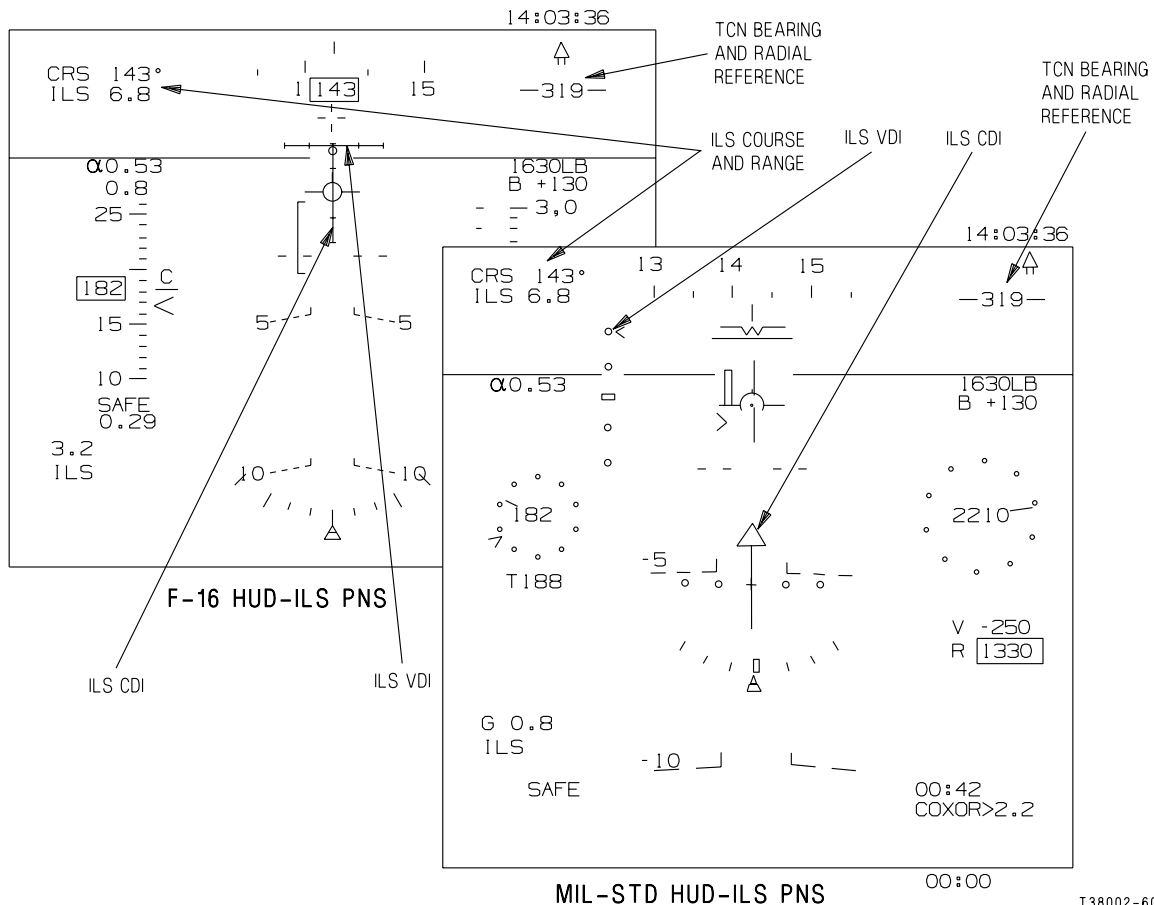 14:03:36
TCN BEARING
AND RADIAL
REFERENCE
CRS 143°
ILS 6.8
1 143 15
—319—
ILS COURSE
AND RANGE
ILS VDI
ILS CDI
TCN BEARING
AND RADIAL
REFERENCE
α0.53
0.8
25
182
C
15
10
SAFE
0.29
3.2
ILS
1630LB
B +130
3,0
5 5
10 10
F-16 HUD-ILS PNS
ILS CDI
ILS VDI
14:03:36
CRS 143°
ILS 6.8
13 14 15
—319—
α0.53
1630LB
B +130
182
T188
2210
-5
V -250
R 1330
G 0.8
ILS
SAFE
-10
00:42
COXOR>2.2
00:00
MIL-STD HUD-ILS PNS